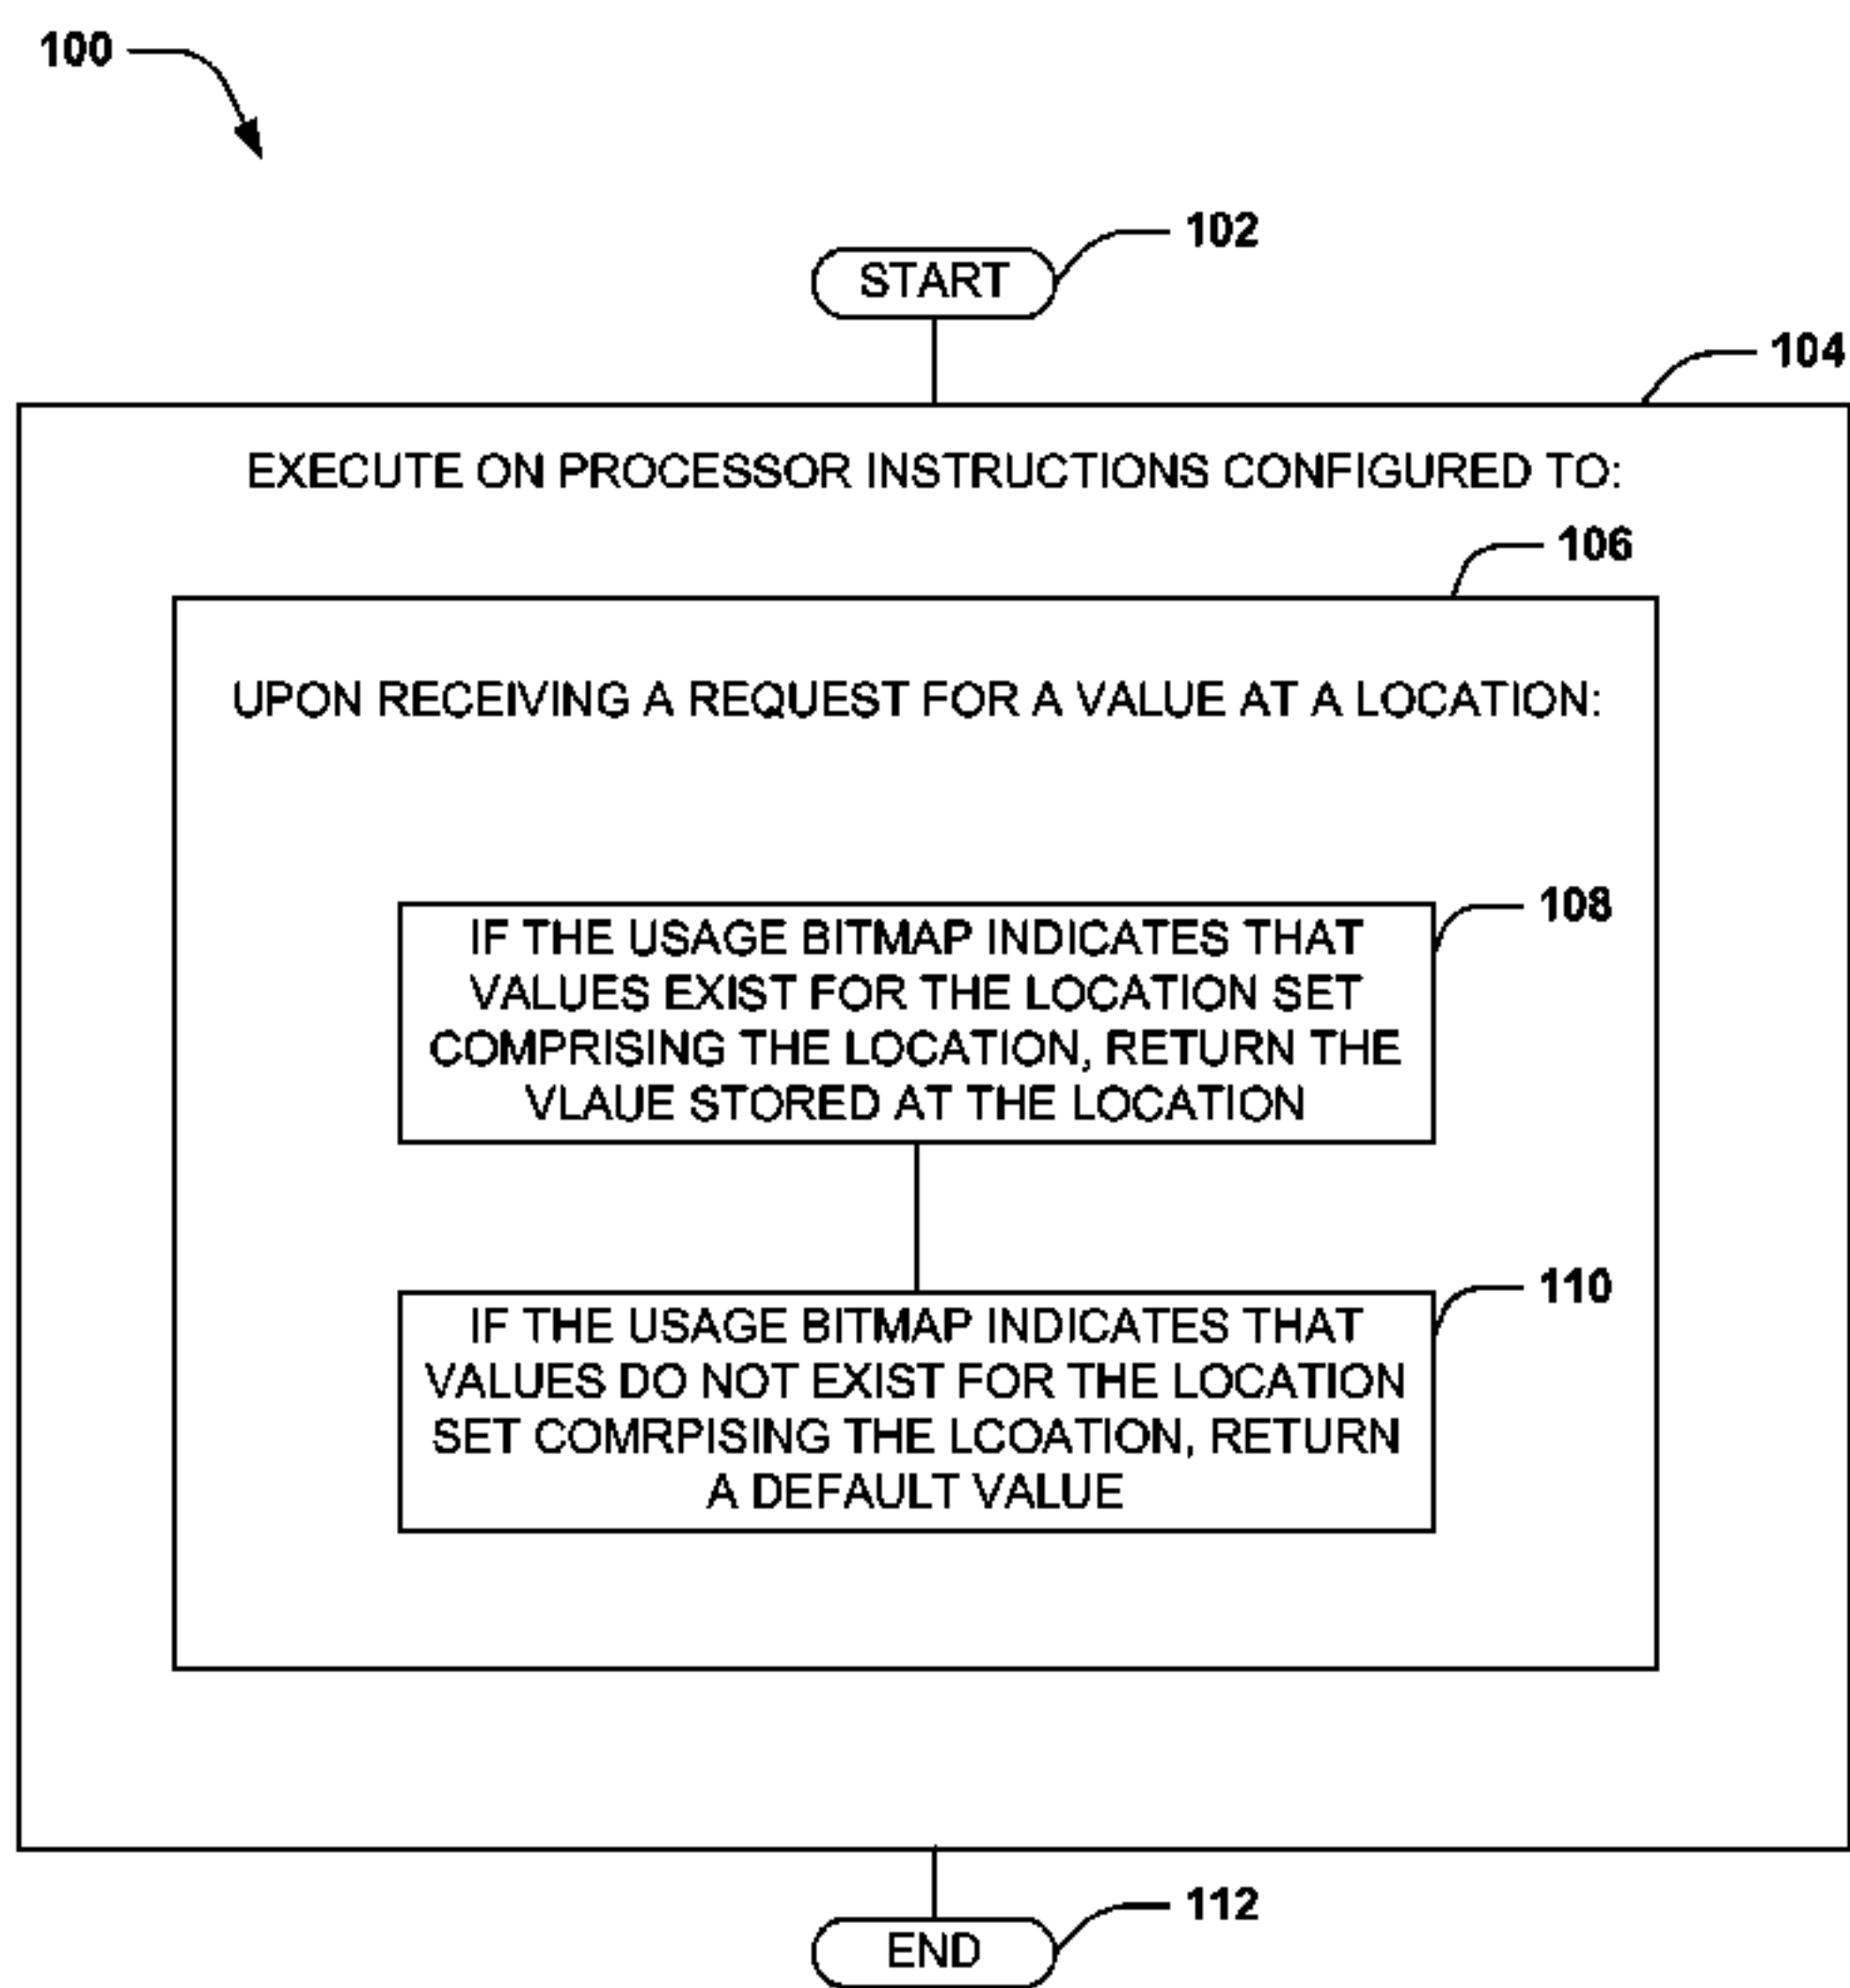 100
102
START
104
EXECUTE ON PROCESSOR INSTRUCTIONS CONFIGURED TO:
106
UPON RECEIVING A REQUEST FOR A VALUE AT A LOCATION:
108
IF THE USAGE BITMAP INDICATES THAT
VALUES EXIST FOR THE LOCATION SET
COMPRISING THE LOCATION, RETURN THE
VLAUE STORED AT THE LOCATION
110
IF THE USAGE BITMAP INDICATES THAT
VALUES DO NOT EXIST FOR THE LOCATION
SET COMRPISING THE LCOATION, RETURN
A DEFAULT VALUE
112
END